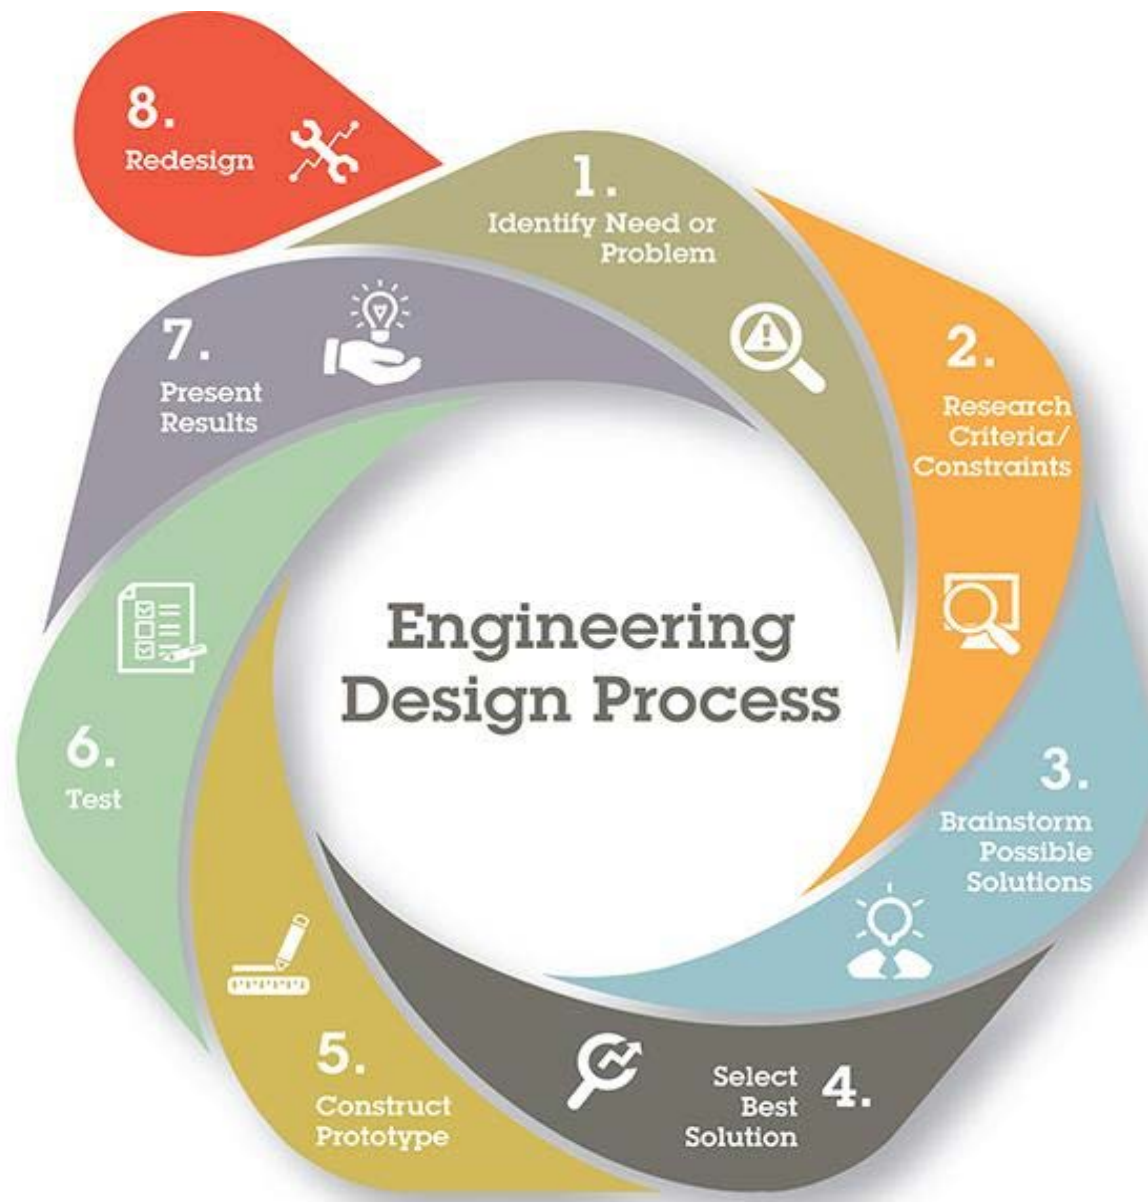 Engineering
Design Process
1.
Identify Need or
Problem
2.
Research
Criteria/
Constraints
3.
Brainstorm
Possible
Solutions
4.
Select
Best
Solution
5.
Construct
Prototype
6.
Test
7.
Present
Results
8.
Redesign